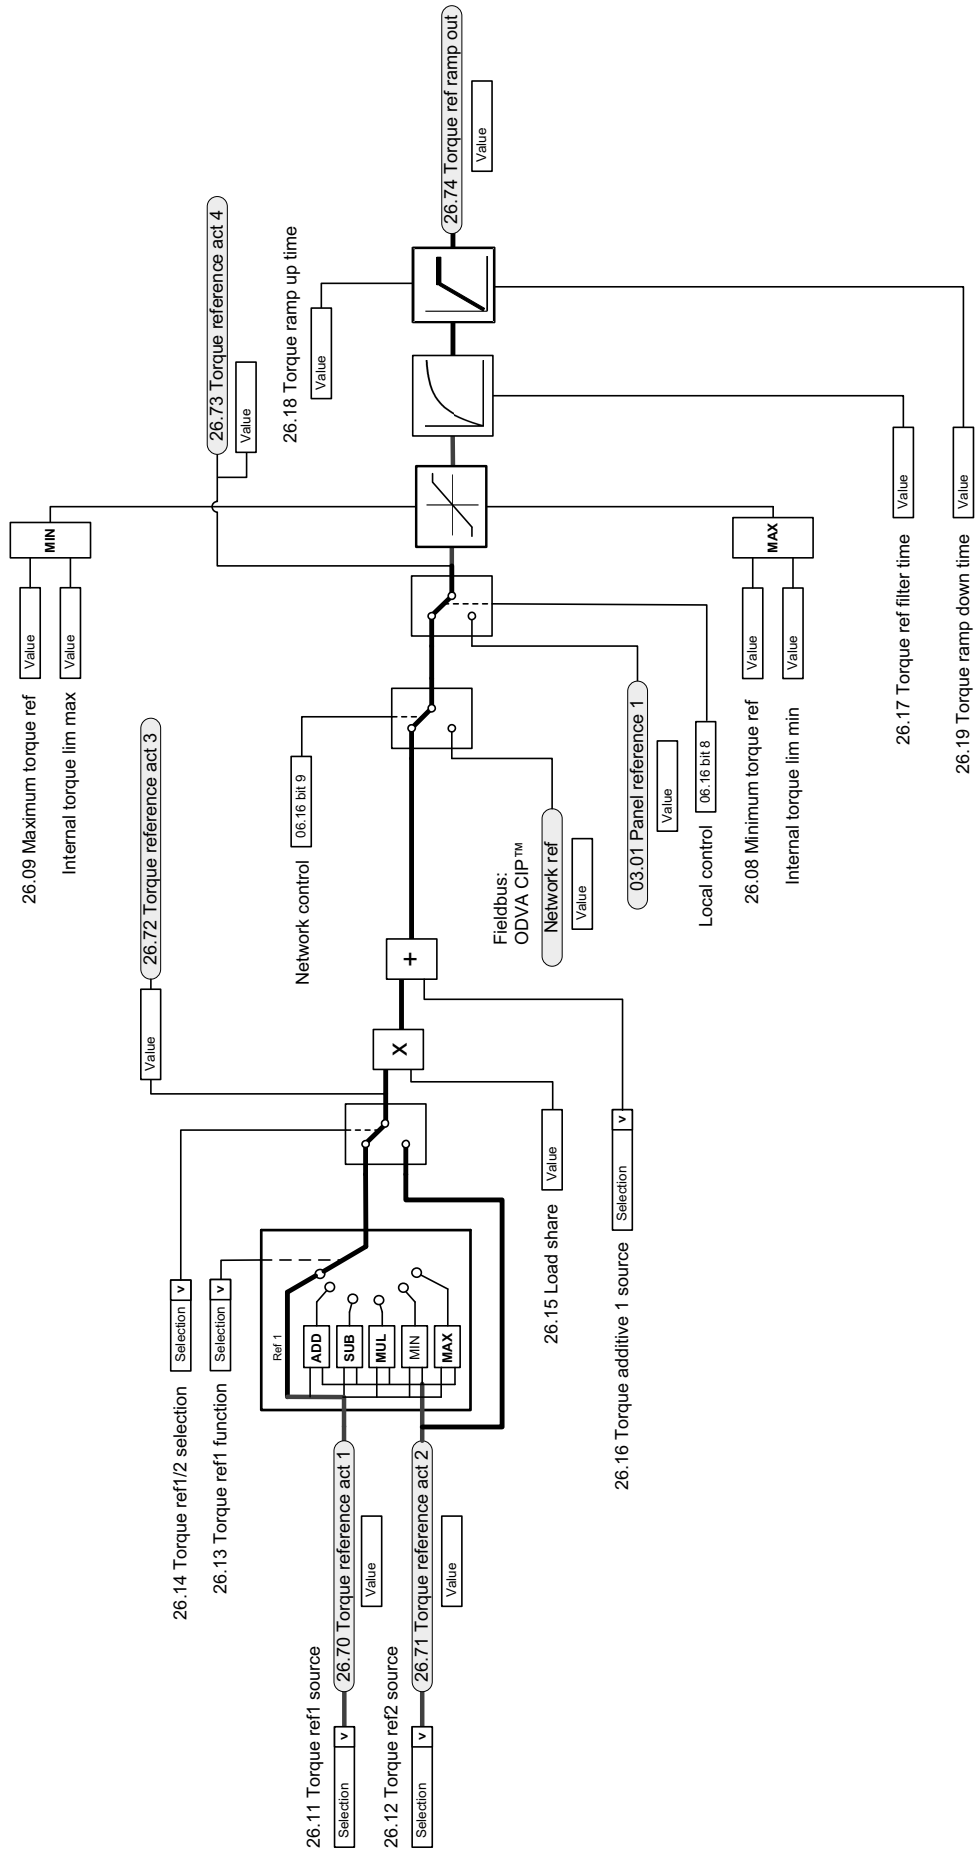 26.11 Torque ref1 source
Selection
v
26.70 Torque reference act 1
Value
26.12 Torque ref2 source
Selection
v
26.71 Torque reference act 2
Value
26.14 Torque ref1/2 selection
Selection
v
26.13 Torque ref1 function
Selection
v
Ref 1
ADD
SUB
MUL
MIN
MAX
26.72 Torque reference act 3
Value
X
26.15 Load share
Value
+
26.16 Torque additive 1 source
Selection
v
Network control
06.16 bit 9
Fieldbus:
ODVA CIP™
Network ref
Value
03.01 Panel reference 1
Value
Local control
06.16 bit 8
26.09 Maximum torque ref
Value
Internal torque lim max
Value
MIN
26.08 Minimum torque ref
Value
Internal torque lim min
Value
MAX
26.73 Torque reference act 4
Value
26.17 Torque ref filter time
Value
26.18 Torque ramp up time
Value
26.19 Torque ramp down time
Value
26.74 Torque ref ramp out
Value